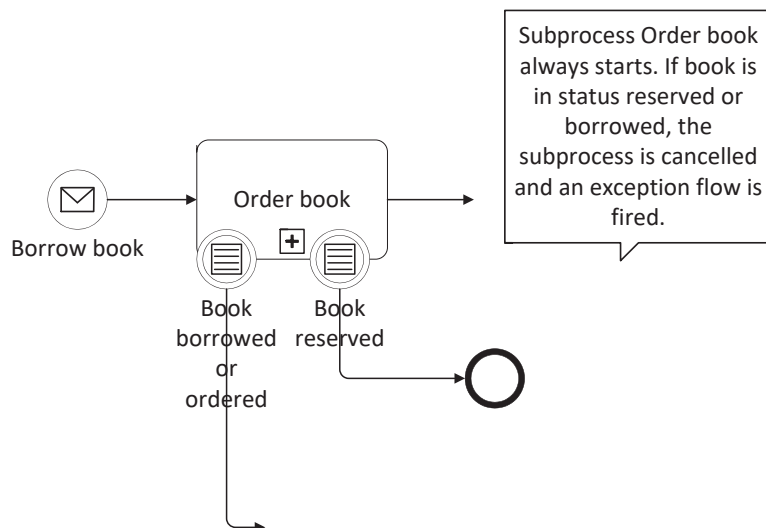 Subprocess Order book
always starts. If book is
in status reserved or
borrowed, the
subprocess is cancelled
and an exception flow is
fired.
Order book
Borrow book
Book
borrowed
or
ordered
Book
reserved